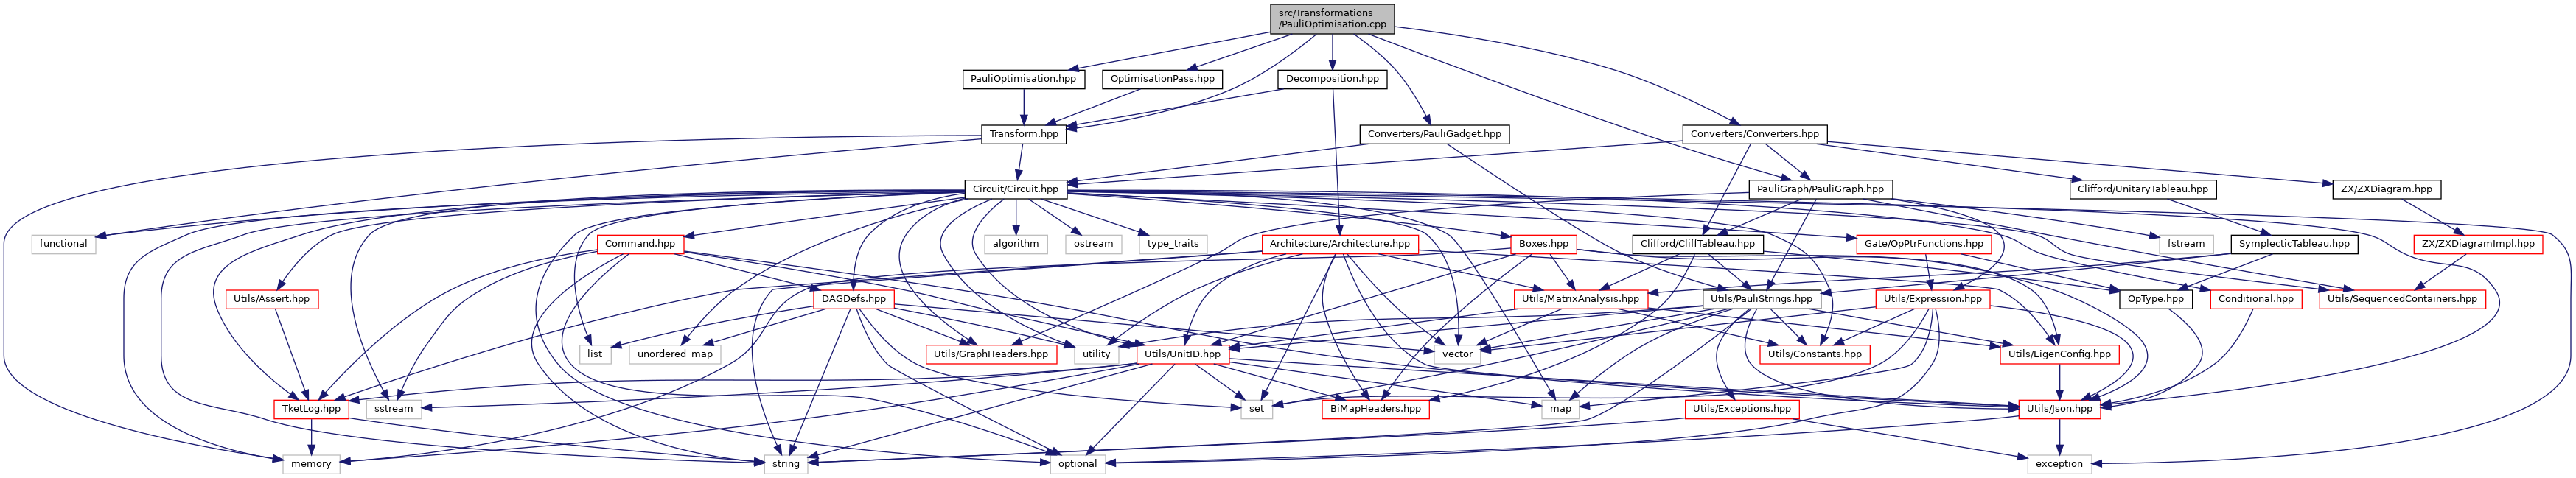 src/Transformations
/PauliOptimisation.cpp
PauliOptimisation.hpp
OptimisationPass.hpp
Decomposition.hpp
Transform.hpp
Converters/PauliGadget.hpp
Converters/Converters.hpp
Circuit/Circuit.hpp
PauliGraph/PauliGraph.hpp
Clifford/UnitaryTableau.hpp
ZX/ZXDiagram.hpp
functional
Command.hpp
algorithm
ostream
type_traits
Architecture/Architecture.hpp
Boxes.hpp
Clifford/CliffTableau.hpp
Gate/OpPtrFunctions.hpp
fstream
SymplecticTableau.hpp
ZX/ZXDiagramImpl.hpp
Utils/Assert.hpp
DAGDefs.hpp
Utils/MatrixAnalysis.hpp
Utils/PauliStrings.hpp
Utils/Expression.hpp
OpType.hpp
Conditional.hpp
Utils/SequencedContainers.hpp
list
unordered_map
Utils/GraphHeaders.hpp
utility
Utils/UnitID.hpp
vector
Utils/Constants.hpp
Utils/EigenConfig.hpp
TketLog.hpp
sstream
set
BiMapHeaders.hpp
map
Utils/Exceptions.hpp
Utils/Json.hpp
memory
string
optional
exception